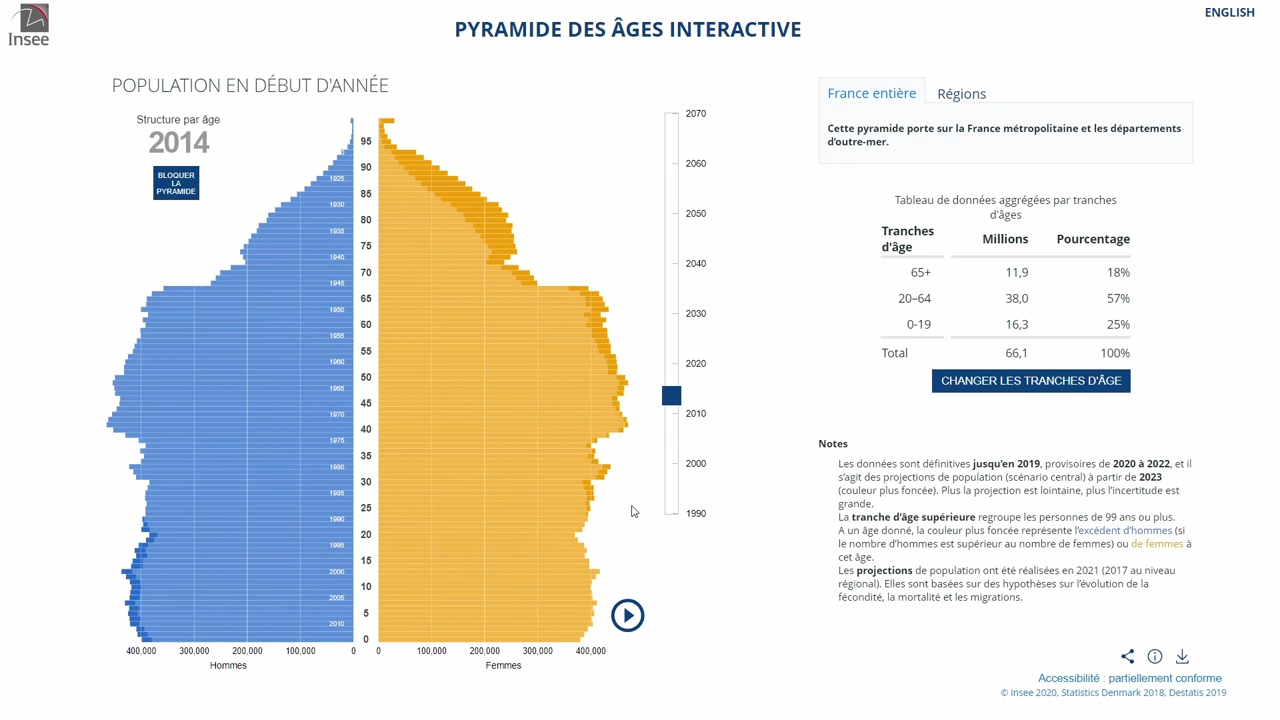 Insee
PYRAMIDE DES ÂGES INTERACTIVE
ENGLISH
POPULATION EN DÉBUT D'ANNÉE
Structure par âge
2014
BLOQUER
LA
PYRAMIDE
1925
1930
1935
1940
1945
1950
1955
1960
1965
1970
1975
1980
1985
1990
1995
2000
2005
2010
95
90
85
80
75
70
65
60
55
50
45
40
35
30
25
20
15
10
5
0
400,000 300,000 200,000 100,000 0
Hommes
0 100,000 200,000 300,000 400,000
Femmes
2070
2060
2050
2040
2030
2020
2010
2000
1990
France entière Régions
Cette pyramide porte sur la France métropolitaine et les départements
d'outre-mer.
Tableau de données aggrégées par tranches
d'âges
Tranches
d'âge Millions Pourcentage
65+ 11,9 18%
20–64 38,0 57%
0-19 16,3 25%
Total 66,1 100%
CHANGER LES TRANCHES D'ÂGE
Notes
Les données sont définitives jusqu'en 2019, provisoires de 2020 à 2022, et il
s'agit des projections de population (scénario central) à partir de 2023
(couleur plus foncée). Plus la projection est lointaine, plus l'incertitude est
grande.
La tranche d'âge supérieure regroupe les personnes de 99 ans ou plus.
A un âge donné, la couleur plus foncée représente l'excédent d'hommes (si
le nombre d'hommes est supérieur au nombre de femmes) ou de femmes à
cet âge.
Les projections de population ont été réalisées en 2021 (2017 au niveau
régional). Elles sont basées sur des hypothèses sur l'évolution de la
fécondité, la mortalité et les migrations.
Accessibilité : partiellement conforme
© Insee 2020, Statistics Denmark 2018, Destatis 2019